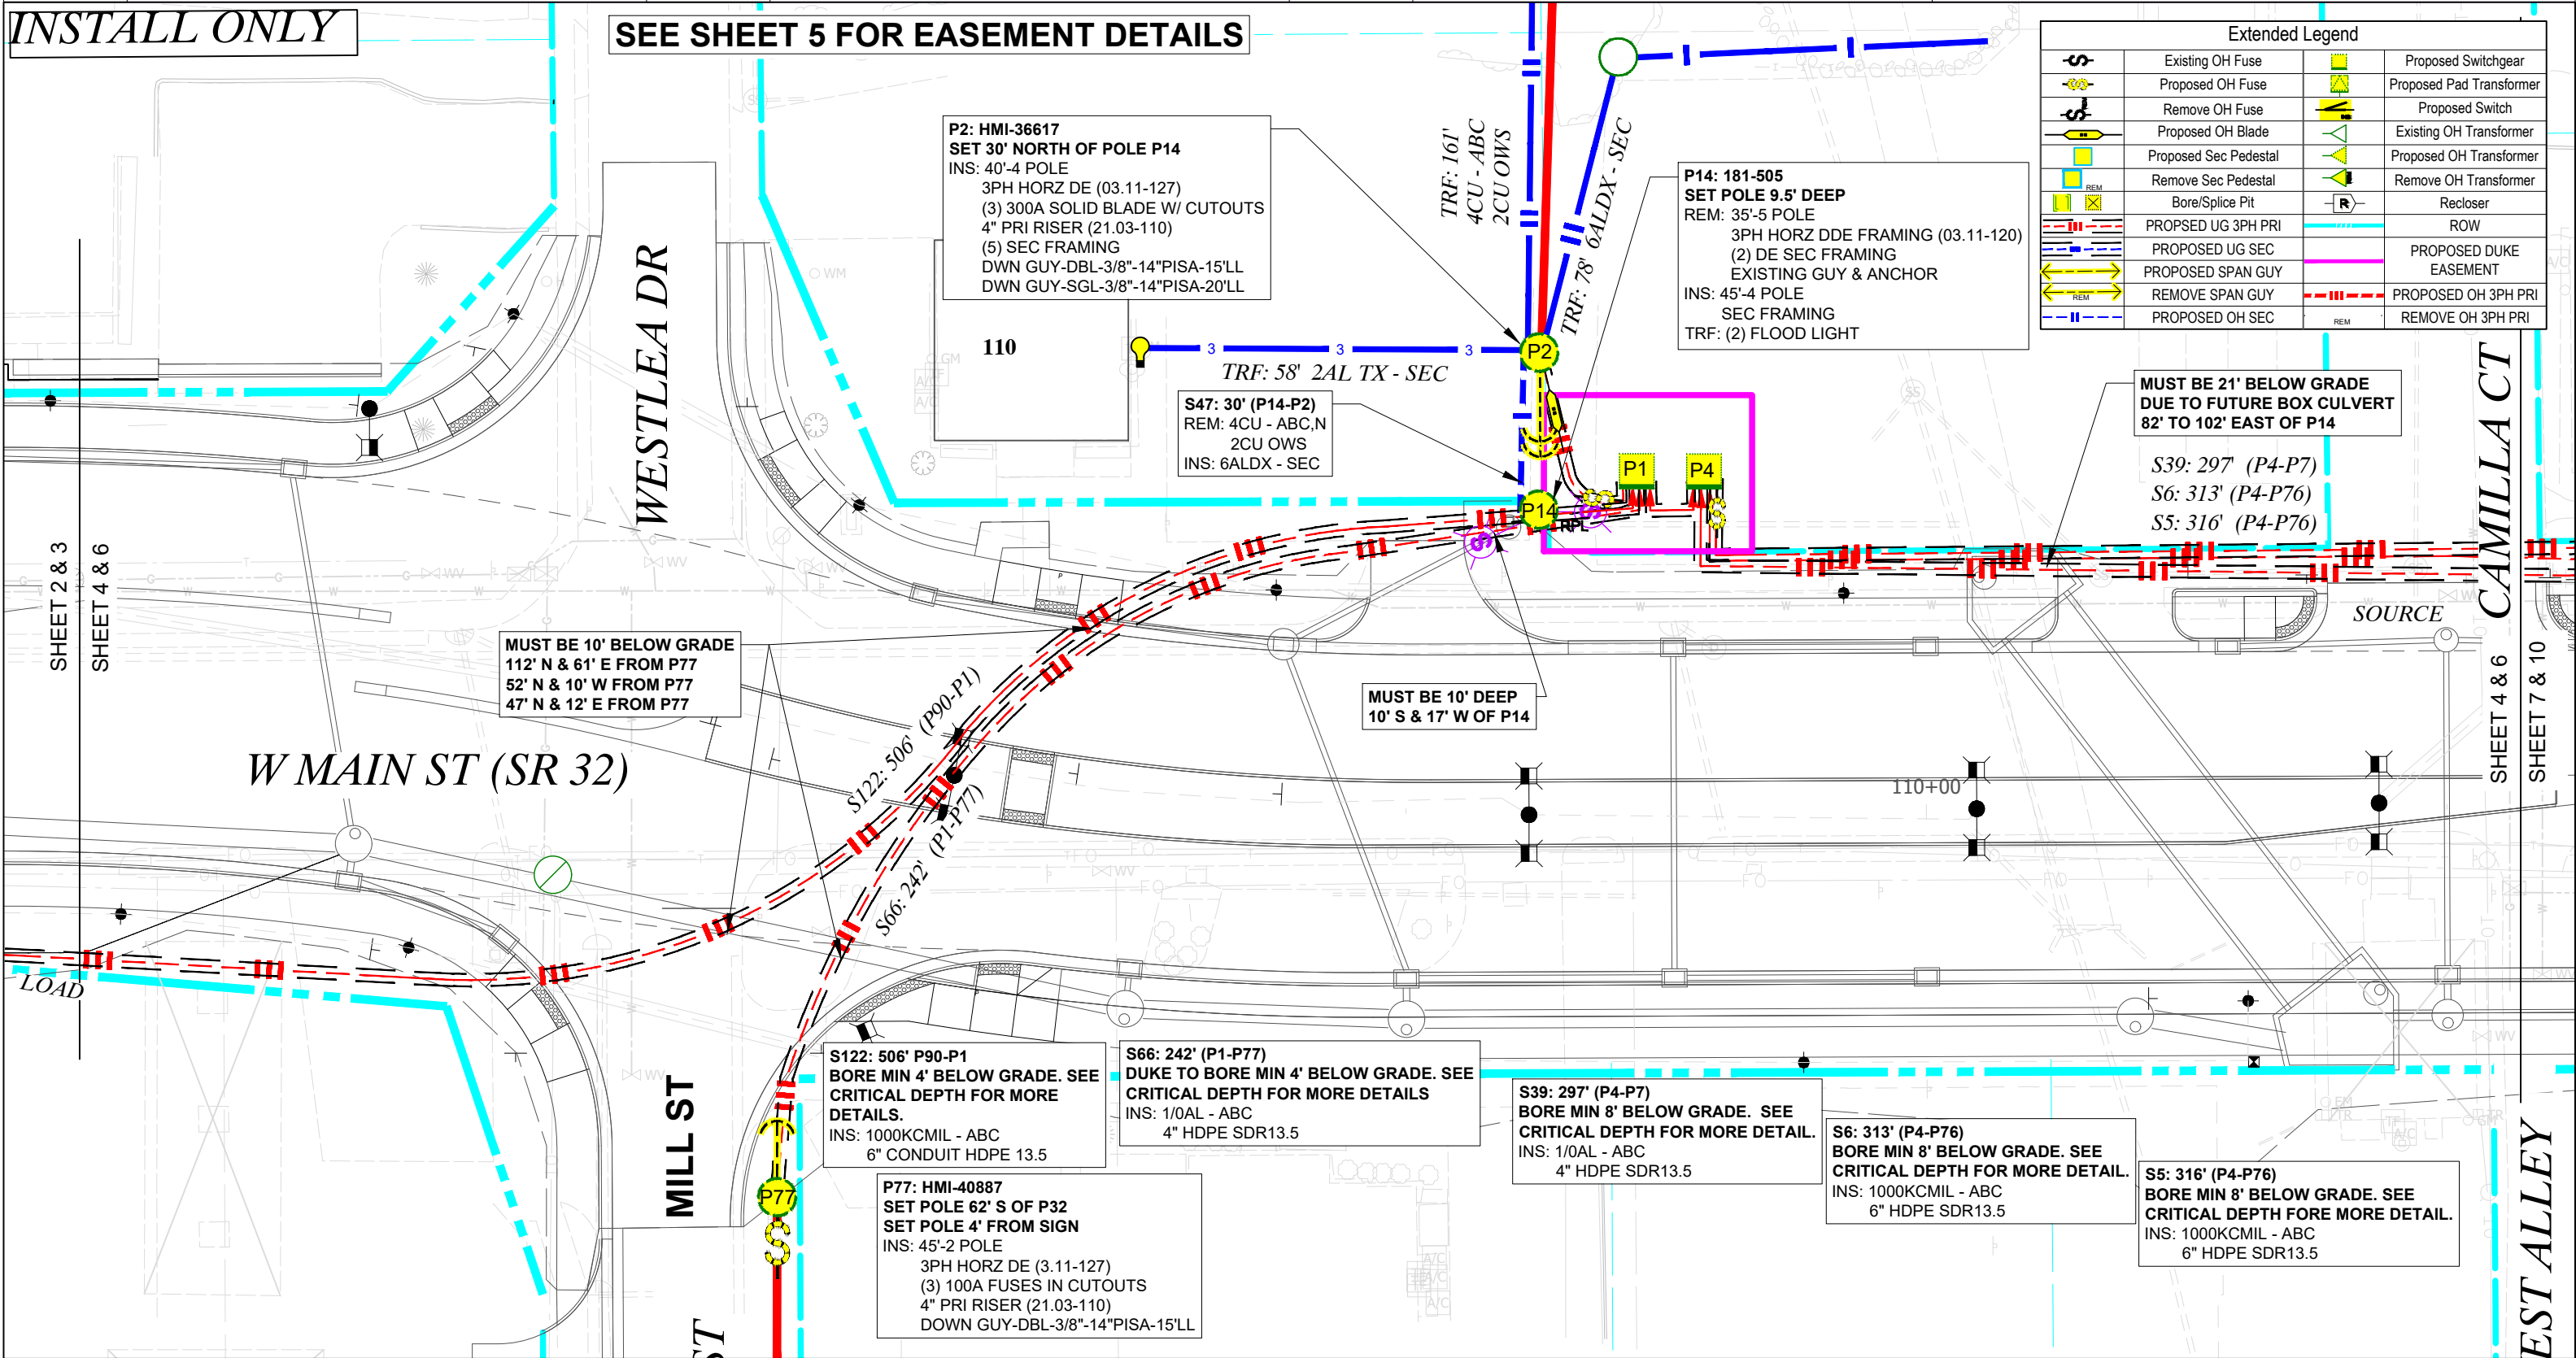 INSTALL ONLY
SEE SHEET 5 FOR EASEMENT DETAILS
Extended Legend
Existing OH Fuse
Proposed Switchgear
Proposed OH Fuse
Proposed Pad Transformer
Remove OH Fuse
Proposed Switch
Proposed OH Blade
Existing OH Transformer
Proposed Sec Pedestal
Proposed OH Transformer
REM
Remove Sec Pedestal
Remove OH Transformer
Bore/Splice Pit
R
Recloser
PROPSED UG 3PH PRI
ROW
PROPOSED UG SEC
PROPOSED DUKE
EASEMENT
PROPOSED SPAN GUY
REM
REMOVE SPAN GUY
PROPOSED OH 3PH PRI
PROPOSED OH SEC
REM
REMOVE OH 3PH PRI
P2: HMI-36617
SET 30' NORTH OF POLE P14
INS: 40'-4 POLE
3PH HORZ DE (03.11-127)
(3) 300A SOLID BLADE W/ CUTOUTS
4" PRI RISER (21.03-110)
(5) SEC FRAMING
DWN GUY-DBL-3/8"-14"PISA-15'LL
DWN GUY-SGL-3/8"-14"PISA-20'LL
TRF: 161'
4CU - ABC
2CU OWS
TRF: 78' 6ALDX - SEC
P14: 181-505
SET POLE 9.5' DEEP
REM: 35'-5 POLE
3PH HORZ DDE FRAMING (03.11-120)
(2) DE SEC FRAMING
EXISTING GUY & ANCHOR
INS: 45'-4 POLE
SEC FRAMING
TRF: (2) FLOOD LIGHT
WESTLEA DR
110
3 3 3
P2
TRF: 58' 2AL TX - SEC
S47: 30' (P14-P2)
REM: 4CU - ABC,N
2CU OWS
INS: 6ALDX - SEC
MUST BE 21' BELOW GRADE
DUE TO FUTURE BOX CULVERT
82' TO 102' EAST OF P14
S39: 297' (P4-P7)
S6: 313' (P4-P76)
S5: 316' (P4-P76)
CAMILLA CT
P1
P4
P14
RPL
SHEET 2 & 3
SHEET 4 & 6
SOURCE
MUST BE 10' BELOW GRADE
112' N & 61' E FROM P77
52' N & 10' W FROM P77
47' N & 12' E FROM P77
MUST BE 10' DEEP
10' S & 17' W OF P14
SHEET 4 & 6
SHEET 7 & 10
W MAIN ST (SR 32)
S122: 506' (P90-P1)
S66: 242' (P1-P77)
110+00
LOAD
MILL ST
P77
S122: 506' P90-P1
BORE MIN 4' BELOW GRADE. SEE
CRITICAL DEPTH FOR MORE
DETAILS.
INS: 1000KCMIL - ABC
6" CONDUIT HDPE 13.5
S66: 242' (P1-P77)
DUKE TO BORE MIN 4' BELOW GRADE. SEE
CRITICAL DEPTH FOR MORE DETAILS
INS: 1/0AL - ABC
4" HDPE SDR13.5
S39: 297' (P4-P7)
BORE MIN 8' BELOW GRADE. SEE
CRITICAL DEPTH FOR MORE DETAIL.
INS: 1/0AL - ABC
4" HDPE SDR13.5
S6: 313' (P4-P76)
BORE MIN 8' BELOW GRADE. SEE
CRITICAL DEPTH FOR MORE DETAIL.
INS: 1000KCMIL - ABC
6" HDPE SDR13.5
S5: 316' (P4-P76)
BORE MIN 8' BELOW GRADE. SEE
CRITICAL DEPTH FORE MORE DETAIL.
INS: 1000KCMIL - ABC
6" HDPE SDR13.5
P77: HMI-40887
SET POLE 62' S OF P32
SET POLE 4' FROM SIGN
INS: 45'-2 POLE
3PH HORZ DE (3.11-127)
(3) 100A FUSES IN CUTOUTS
4" PRI RISER (21.03-110)
DOWN GUY-DBL-3/8"-14"PISA-15'LL
ST
EST ALLEY